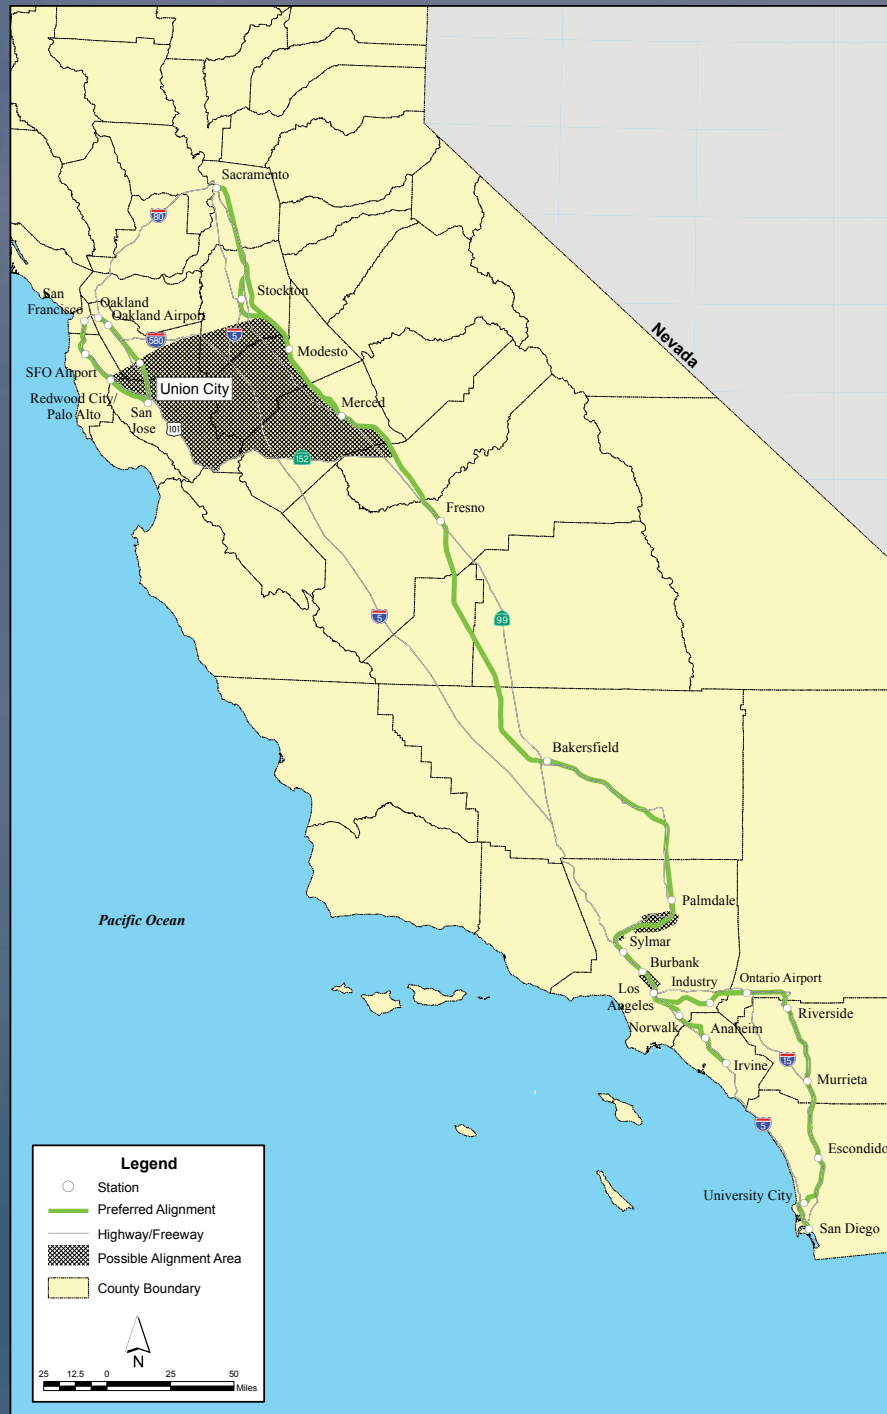 Sacramento
80
San
Francisco
Oakland
Oakland Airport
Stockton
5
580
Nevada
Modesto
SFO Airport
Union City
Redwood City/
Palo Alto
San
Jose
Merced
101
152
Fresno
5
99
Bakersfield
Pacific Ocean
Palmdale
Sylmar
Burbank
Industry
Ontario Airport
Los
Angeles
Riverside
Norwalk
Anaheim
Irvine
15
Murrieta
5
Escondido
University City
San Diego
Legend
Station
Preferred Alignment
Highway/Freeway
Possible Alignment Area
County Boundary
N
25 12.5 0 25 50
Miles